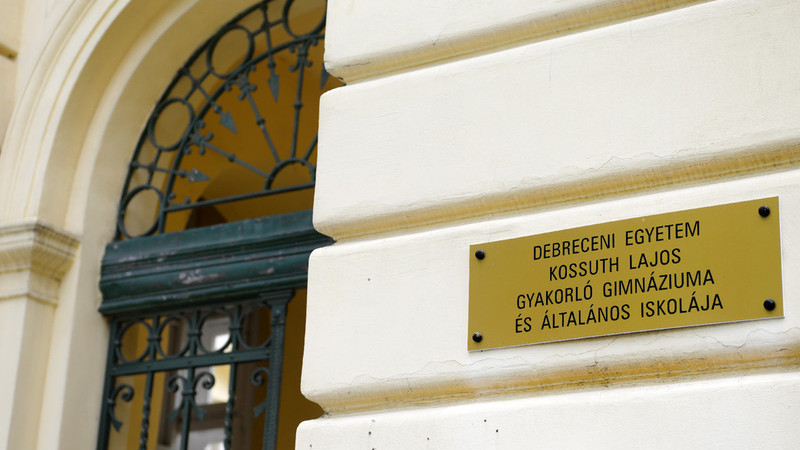 DEBRECENI EGYETEM
KOSSUTH LAJOS
GYAKORLÓ GIMNÁZIUMA
ÉS ÁLTALÁNOS ISKOLÁJA